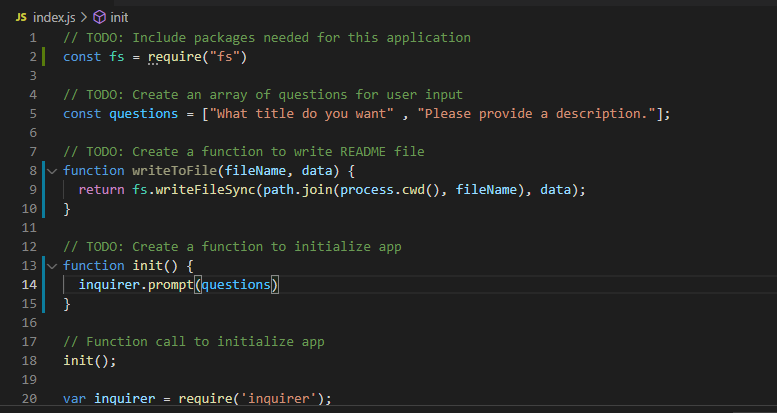 JS index.js > init
1 // TODO: Include packages needed for this application
2 const fs = require("fs")
3
4 // TODO: Create an array of questions for user input
5 const questions = ["What title do you want" , "Please provide a description."];
6
7 // TODO: Create a function to write README file
8 function writeToFile(fileName, data) {
9 return fs.writeFileSync(path.join(process.cwd(), fileName), data);
10 }
11
12 // TODO: Create a function to initialize app
13 function init() {
14 inquirer.prompt(questions)
15 }
16
17 // Function call to initialize app
18 init();
19
20 var inquirer = require('inquirer');